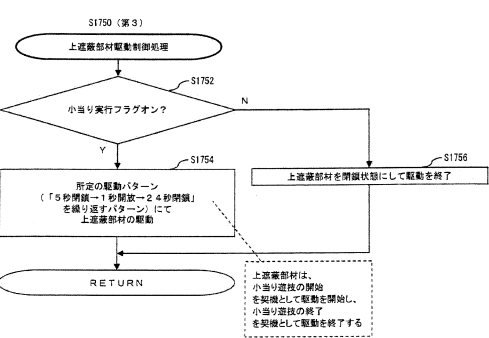 S1750(第3)
上遮蔽部材駆動制御処理
S1752
小当り実行フラグオン?
N
Y
S1754
所定の駆動パターン
(「5秒閉鎖→1秒開放→24秒閉鎖」
を繰り返すパターン)にて
上遮蔽部材の駆動
S1756
上遮蔽部材を閉鎖状態にして駆動を終了
RETURN
上遮蔽部材は、
小当り遊技の開始
を契機として駆動を開始し、
小当り遊技の終了
を契機として駆動を終了する